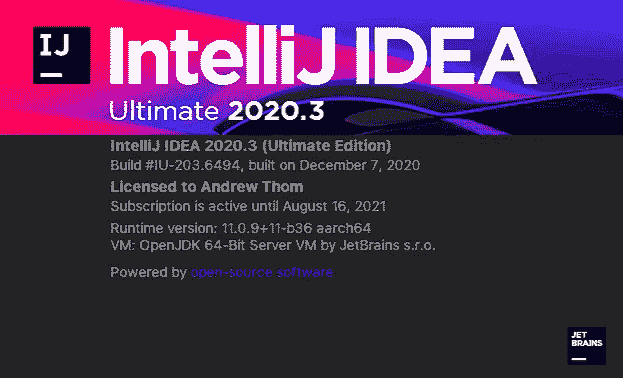 IJ
IntelliJ IDEA
Ultimate 2020.3
IntelliJ IDEA 2020.3 (Ultimate Edition)
Build #IU-203.6494, built on December 7, 2020
Licensed to Andrew Thom
Subscription is active until August 16, 2021
Runtime version: 11.0.9+11-b36 aarch64
VM: OpenJDK 64-Bit Server VM by JetBrains s.r.o.
Powered by open-source software
JET
BRAINS